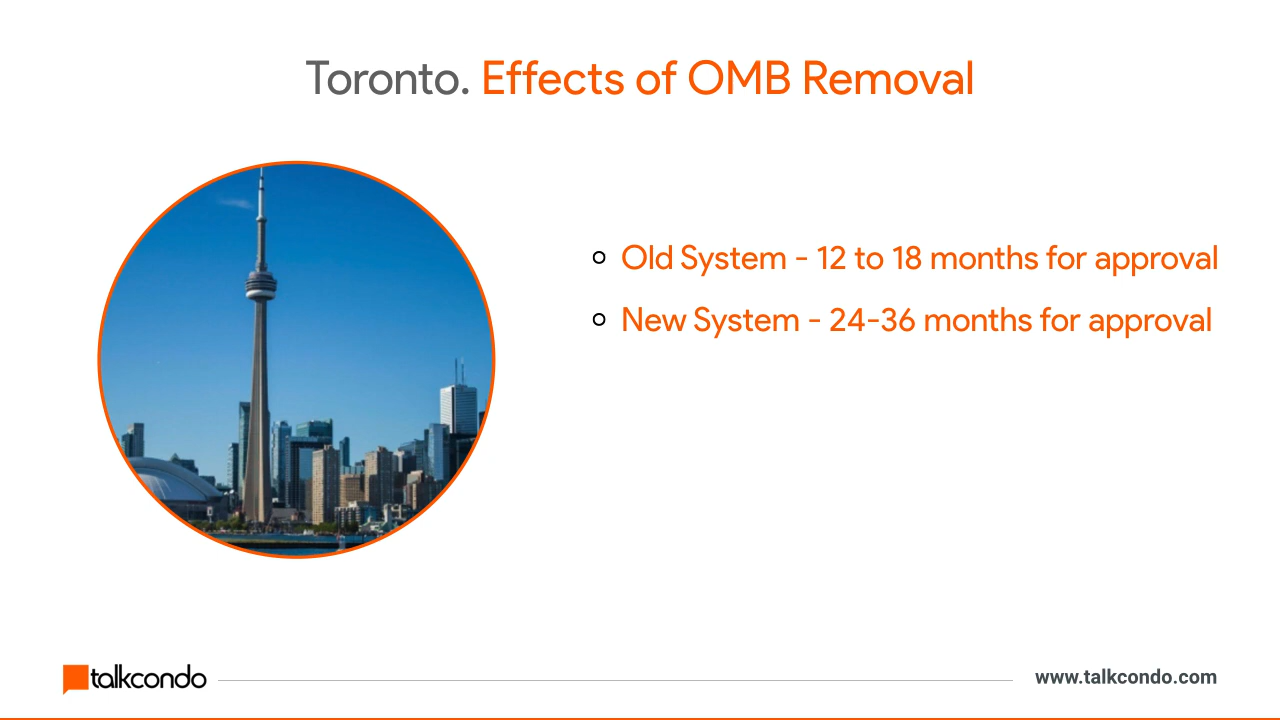 Toronto. Effects of OMB Removal
Old System - 12 to 18 months for approval
New System - 24-36 months for approval
talkcondo
www.talkcondo.com